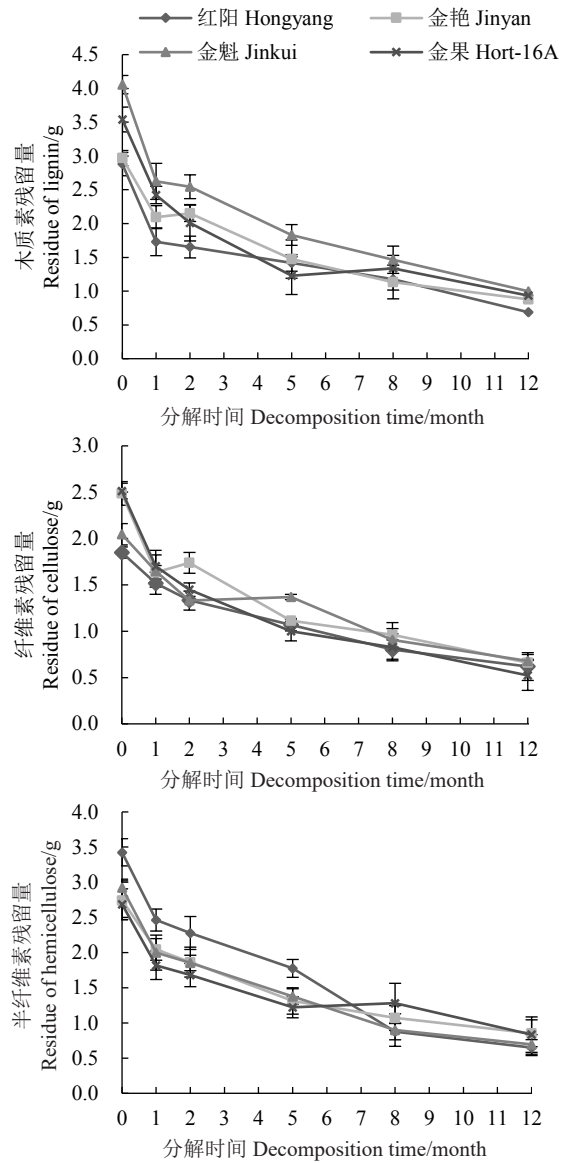 红阳 Hongyang 金艳 Jinyan
金魁 Jinkui 金果 Hort-16A
木质素残留量
Residue of lignin/g
4.5
4.0
3.5
3.0
2.5
2.0
1.5
1.0
0.5
0.0
0 1 2 3 4 5 6 7 8 9 10 11 12
分解时间 Decomposition time/month
纤维素残留量
Residue of cellulose/g
3.0
2.5
2.0
1.5
1.0
0.5
0.0
0 1 2 3 4 5 6 7 8 9 10 11 12
分解时间 Decomposition time/month
半纤维素残留量
Residue of hemicellulose/g
4.0
3.5
3.0
2.5
2.0
1.5
1.0
0.5
0.0
0 1 2 3 4 5 6 7 8 9 10 11 12
分解时间 Decomposition time/month